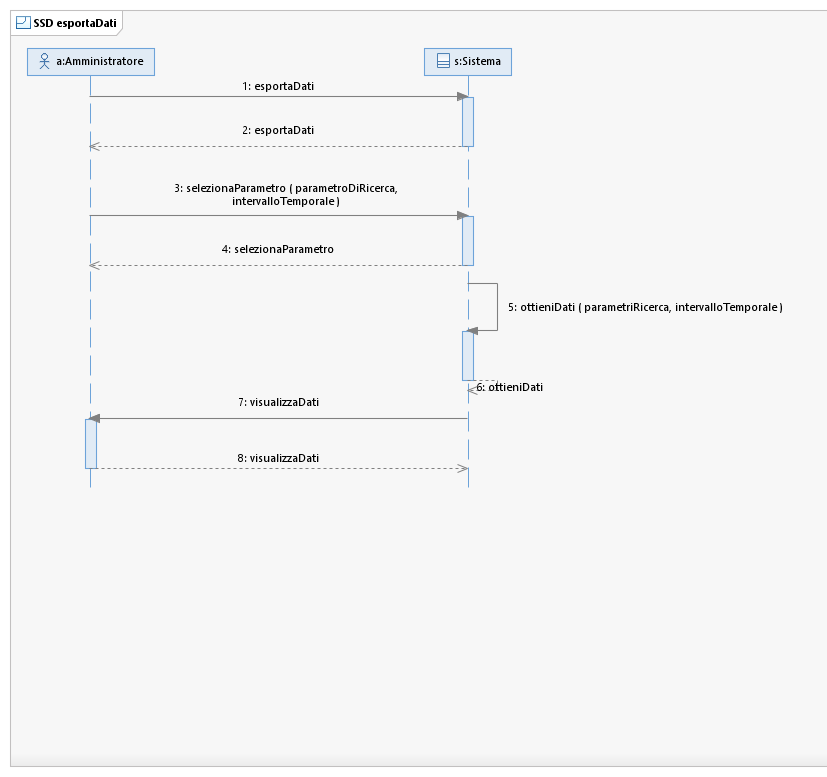 SSD esportaDati
a:Amministratore
s:Sistema
1: esportaDati
2: esportaDati
3: selezionaParametro ( parametroDiRicerca,
intervalloTemporale )
4: selezionaParametro
5: ottieniDati ( parametriRicerca, intervalloTemporale )
6: ottieniDati
7: visualizzaDati
8: visualizzaDati